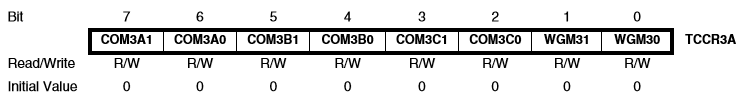 Bit 7 6 5 4 3 2 1 0
COM3A1 COM3A0 COM3B1 COM3B0 COM3C1 COM3C0 WGM31 WGM30 TCCR3A
Read/Write R/W R/W R/W R/W R/W R/W R/W R/W
Initial Value 0 0 0 0 0 0 0 0